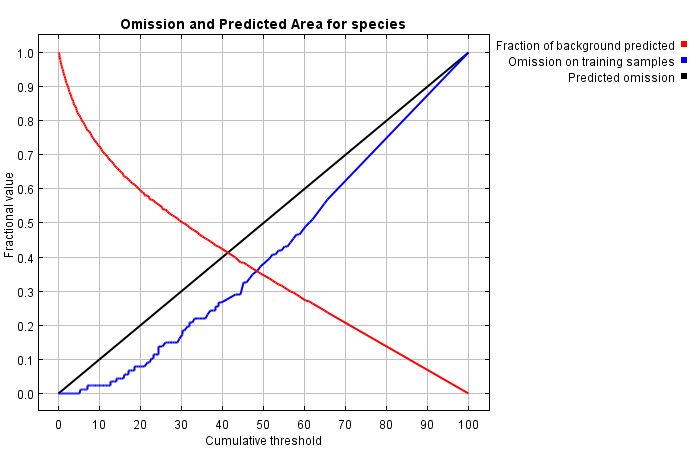 Omission and Predicted Area for species
Fraction of background predicted
Omission on training samples
Predicted omission
Fractional value
1.0
0.9
0.8
0.7
0.6
0.5
0.4
0.3
0.2
0.1
0.0
0 10 20 30 40 50 60 70 80 90 100
Cumulative threshold